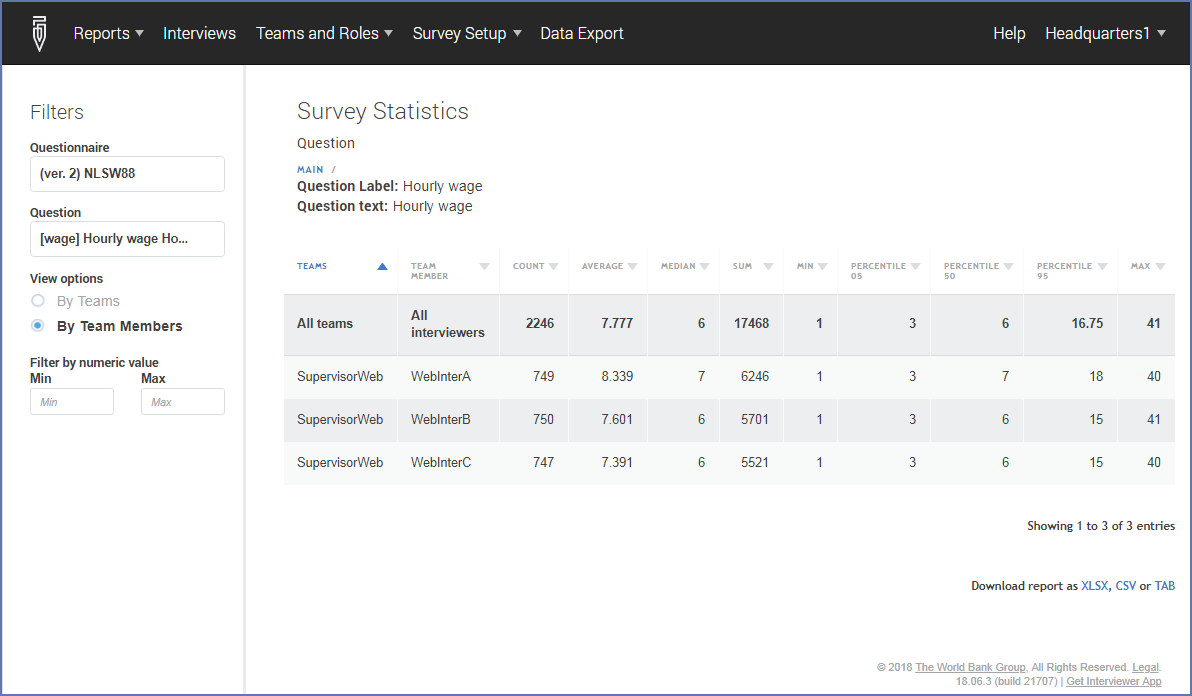 Reports Interviews Teams and Roles Survey Setup Data Export Help Headquarters1
Filters
Questionnaire
(ver. 2) NLSW88
Question
[wage] Hourly wage Ho...
View options
By Teams
By Team Members
Filter by numeric value
Min Max
Min Max
Survey Statistics
Question
MAIN /
Question Label: Hourly wage
Question text: Hourly wage
TEAMS TEAM MEMBER COUNT AVERAGE MEDIAN SUM MIN PERCENTILE 05 PERCENTILE 50 PERCENTILE 95 MAX
All teams All interviewers 2246 7.777 6 17468 1 3 6 16.75 41
SupervisorWeb WebInterA 749 8.339 7 6246 1 3 7 18 40
SupervisorWeb WebInterB 750 7.601 6 5701 1 3 6 15 41
SupervisorWeb WebInterC 747 7.391 6 5521 1 3 6 15 40
Showing 1 to 3 of 3 entries
Download report as XLSX, CSV or TAB
© 2018 The World Bank Group, All Rights Reserved. Legal.
18.06.3 (build 21707) | Get Interviewer App